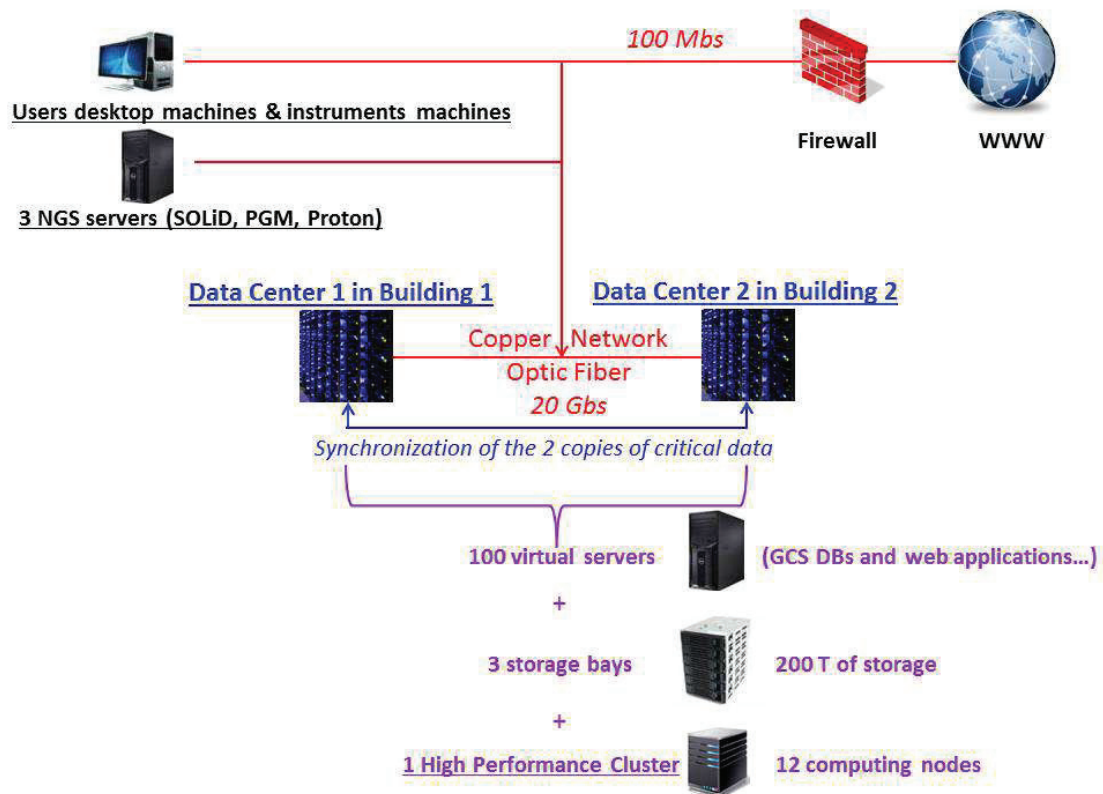 100 Mbs
Users desktop machines & instruments machines
Firewall
WWW
3 NGS servers (SOLiD, PGM, Proton)
Data Center 1 in Building 1
Data Center 2 in Building 2
Copper Network
Optic Fiber
20 Gbs
Synchronization of the 2 copies of critical data
100 virtual servers
(GCS DBs and web applications...)
+
3 storage bays
200 T of storage
+
1 High Performance Cluster
12 computing nodes